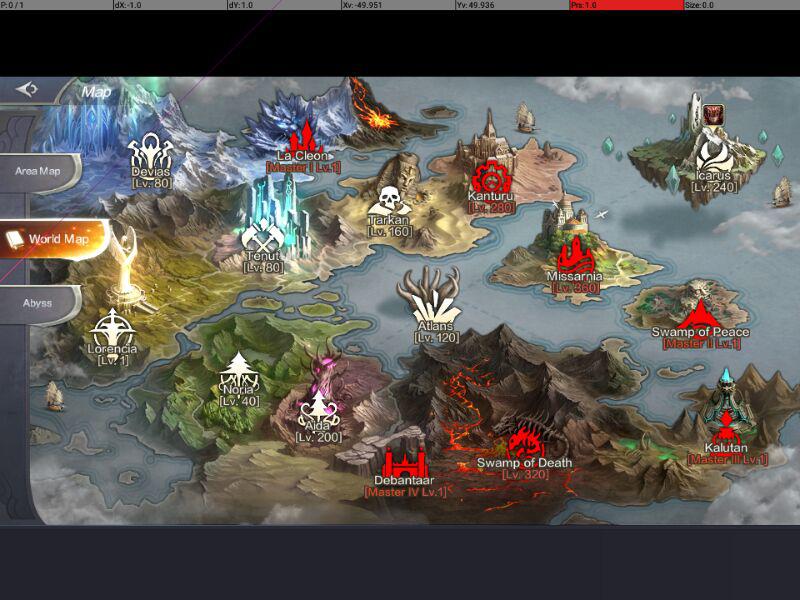 P: 0 / 1
dX: -1.0
dY: 1.0
Xv: -49.951
Yv: 49.936
Prs: 1.0
Size: 0.0
Map
Area Map
World Map
Abyss
Devias
[Lv. 80]
La Cleon
[Master I Lv.1]
Kanturu
[Lv. 280]
Icarus
[Lv. 240]
Tarkan
[Lv. 160]
Tenut
[Lv. 80]
Missarnia
[Lv. 360]
Atlans
[Lv. 120]
Swamp of Peace
[Master II Lv.1]
Lorencia
[Lv. 1]
Noria
[Lv. 40]
Aida
[Lv. 200]
Kalutan
[Master III Lv.1]
Swamp of Death
[Lv. 320]
Debantaar
[Master IV Lv.1]